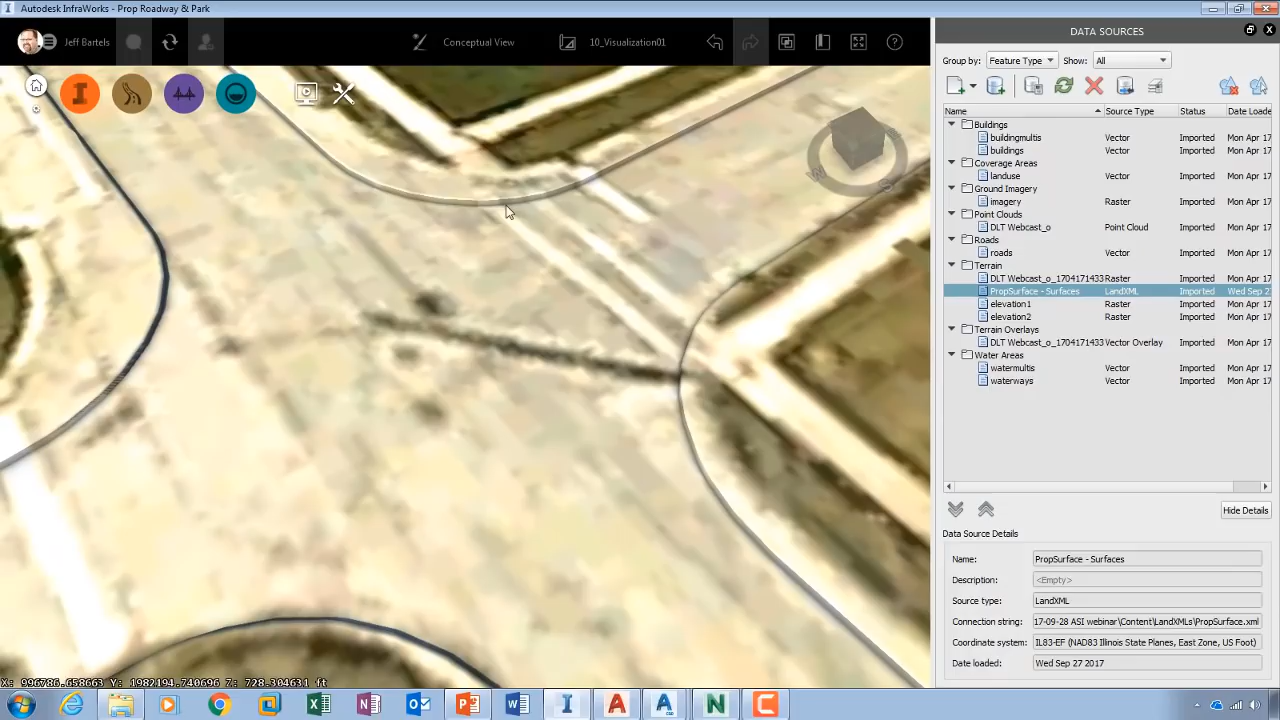 Autodesk InfraWorks - Prop Roadway & Park
Jeff Bartels
Conceptual View
10_Visualization01
DATA SOURCES
Group by: Feature Type Show: All
Name Source Type Status Date Loade
Buildings
buildingmultis Vector Imported Mon Apr 17
buildings Vector Imported Mon Apr 17
Coverage Areas
landuse Vector Imported Mon Apr 17
Ground Imagery
imagery Raster Imported Mon Apr 17
Point Clouds
DLT Webcast_o Point Cloud Imported Mon Apr 17
Roads
roads Vector Imported Mon Apr 17
Terrain
DLT Webcast_o_1704171433 Raster Imported Mon Apr 17
PropSurface - Surfaces LandXML Imported Wed Sep 2
elevation1 Raster Imported Mon Apr 17
elevation2 Raster Imported Mon Apr 17
Terrain Overlays
DLT Webcast_o_1704171433 Vector Overlay Imported Mon Apr 17
Water Areas
watermultis Vector Imported Mon Apr 17
waterways Vector Imported Mon Apr 17
Hide Details
Data Source Details
Name: PropSurface - Surfaces
Description: <Empty>
Source type: LandXML
Connection string: 17-09-28 ASI webinar\Content\LandXMLs\PropSurface.xml
Coordinate system: IL83-EF (NAD83 Illinois State Planes, East Zone, US Foot)
Date loaded: Wed Sep 27 2017
X: 996786.658663 Y: 1982194.740696 Z: 728.304631 ft